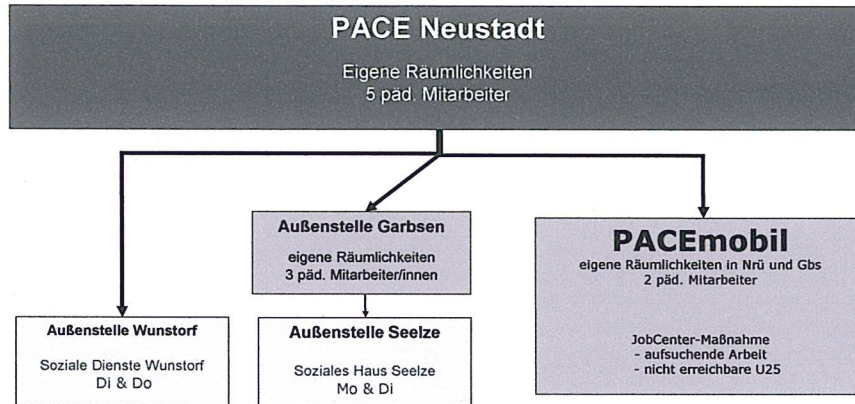 PACE Neustadt
Eigene Räumlichkeiten
5 päd. Mitarbeiter
Außenstelle Garbsen
eigene Räumlichkeiten
3 päd. Mitarbeiter/innen
PACEmobil
eigene Räumlichkeiten in Nrü und Gbs
2 päd. Mitarbeiter
JobCenter-Maßnahme
- aufsuchende Arbeit
- nicht erreichbare U25
Außenstelle Wunstorf
Soziale Dienste Wunstorf
Di & Do
Außenstelle Seelze
Soziales Haus Seelze
Mo & Di